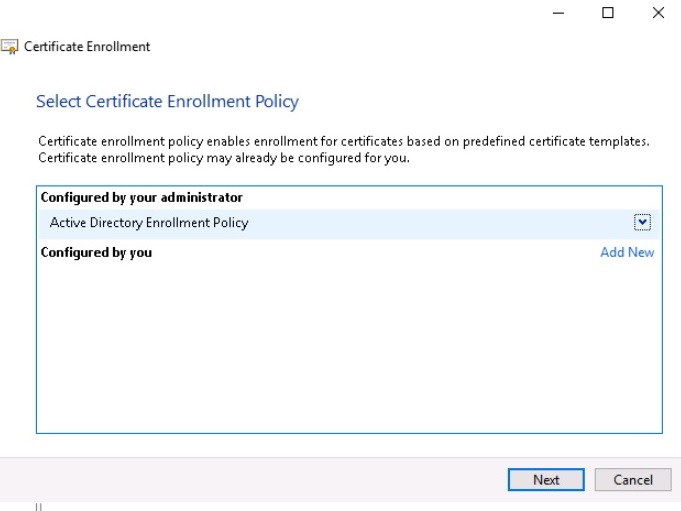 Certificate Enrollment
Select Certificate Enrollment Policy
Certificate enrollment policy enables enrollment for certificates based on predefined certificate templates.
Certificate enrollment policy may already be configured for you.
Configured by your administrator
Active Directory Enrollment Policy
Configured by you Add New
Next Cancel